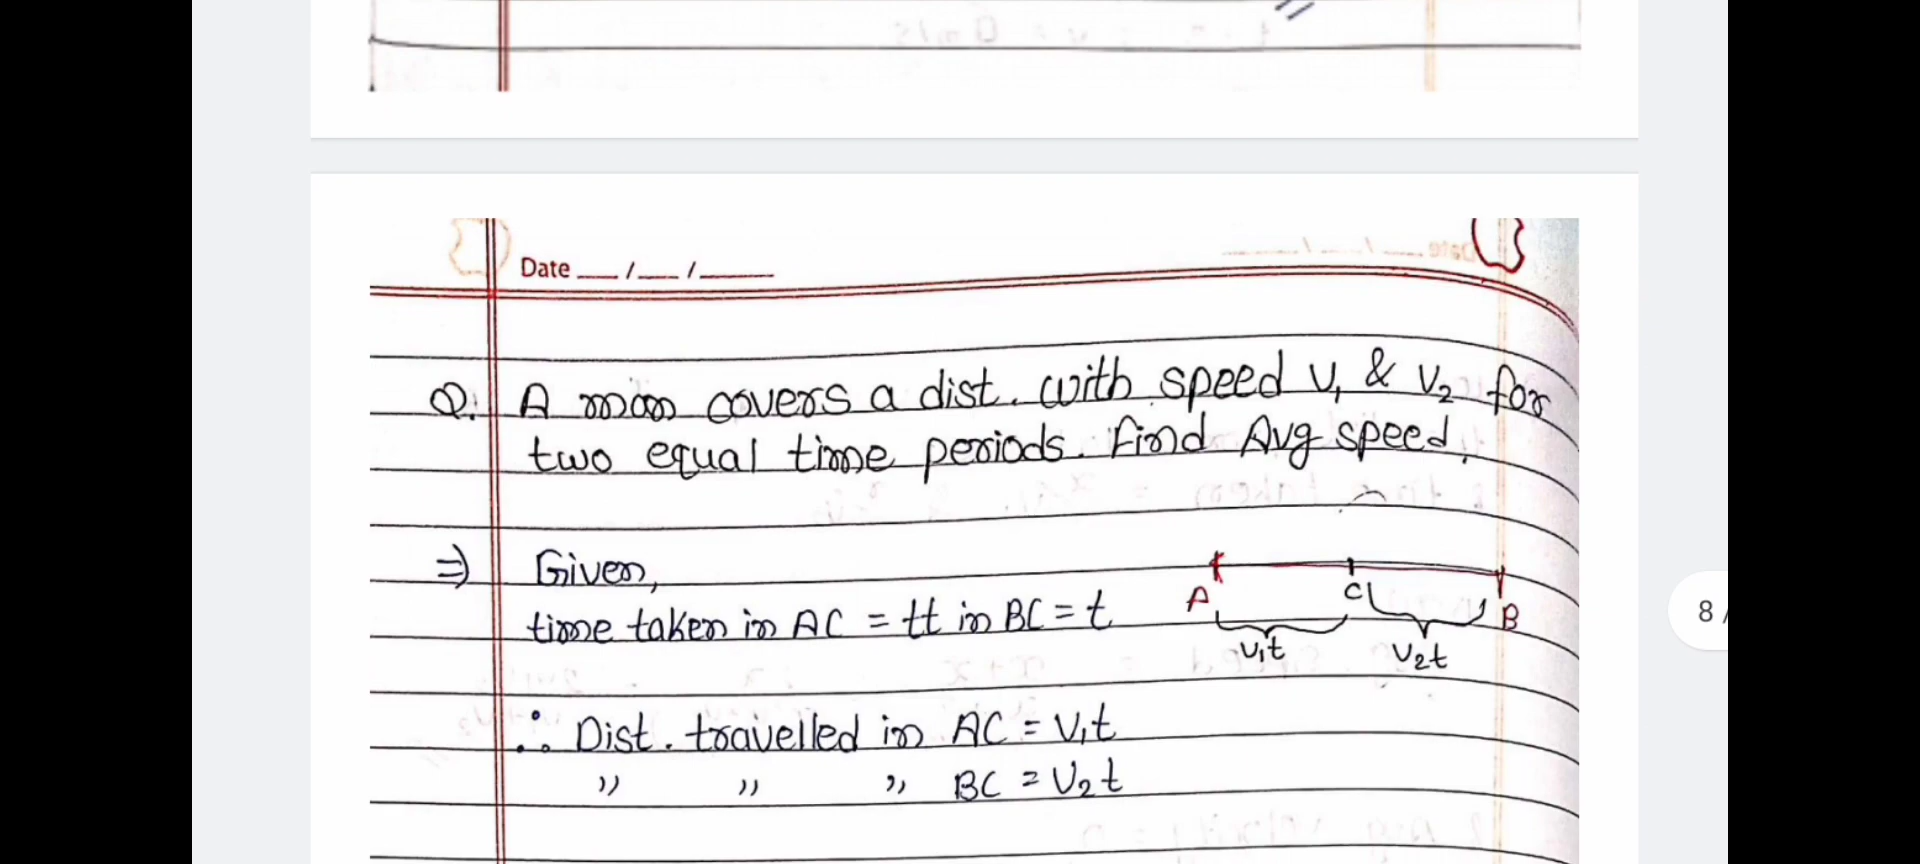 Date __/__/____
Q. A man covers a dist. with speed v₁ & v₂ for
two equal time periods. Find Avg speed.
⇒ Given,
time taken in AC = tt in BC = t
A C B
v₁t v₂t
∴ Dist. travelled in AC = v₁t
,, ,, ,, BC = v₂t
8 /